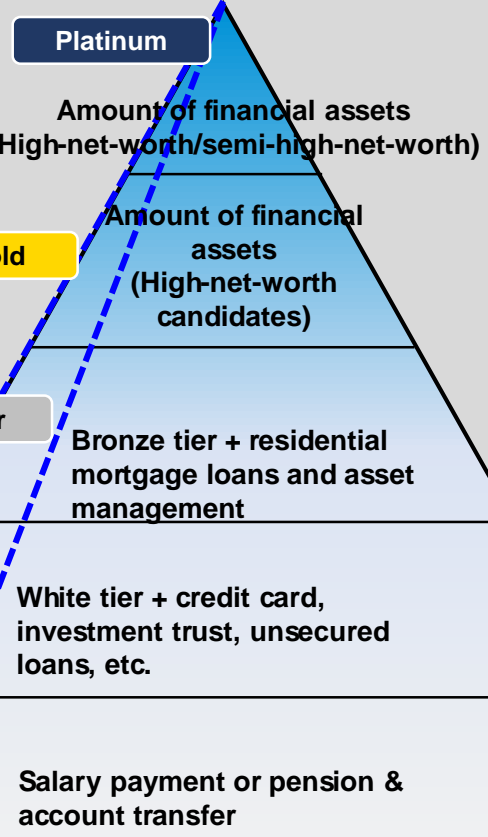 Platinum
Amount of financial assets
High-net-worth/semi-high-net-worth)
Amount of financial
assets
(High-net-worth
candidates)
Bronze tier + residential
mortgage loans and asset
management
White tier + credit card,
investment trust, unsecured
loans, etc.
Salary payment or pension &
account transfer